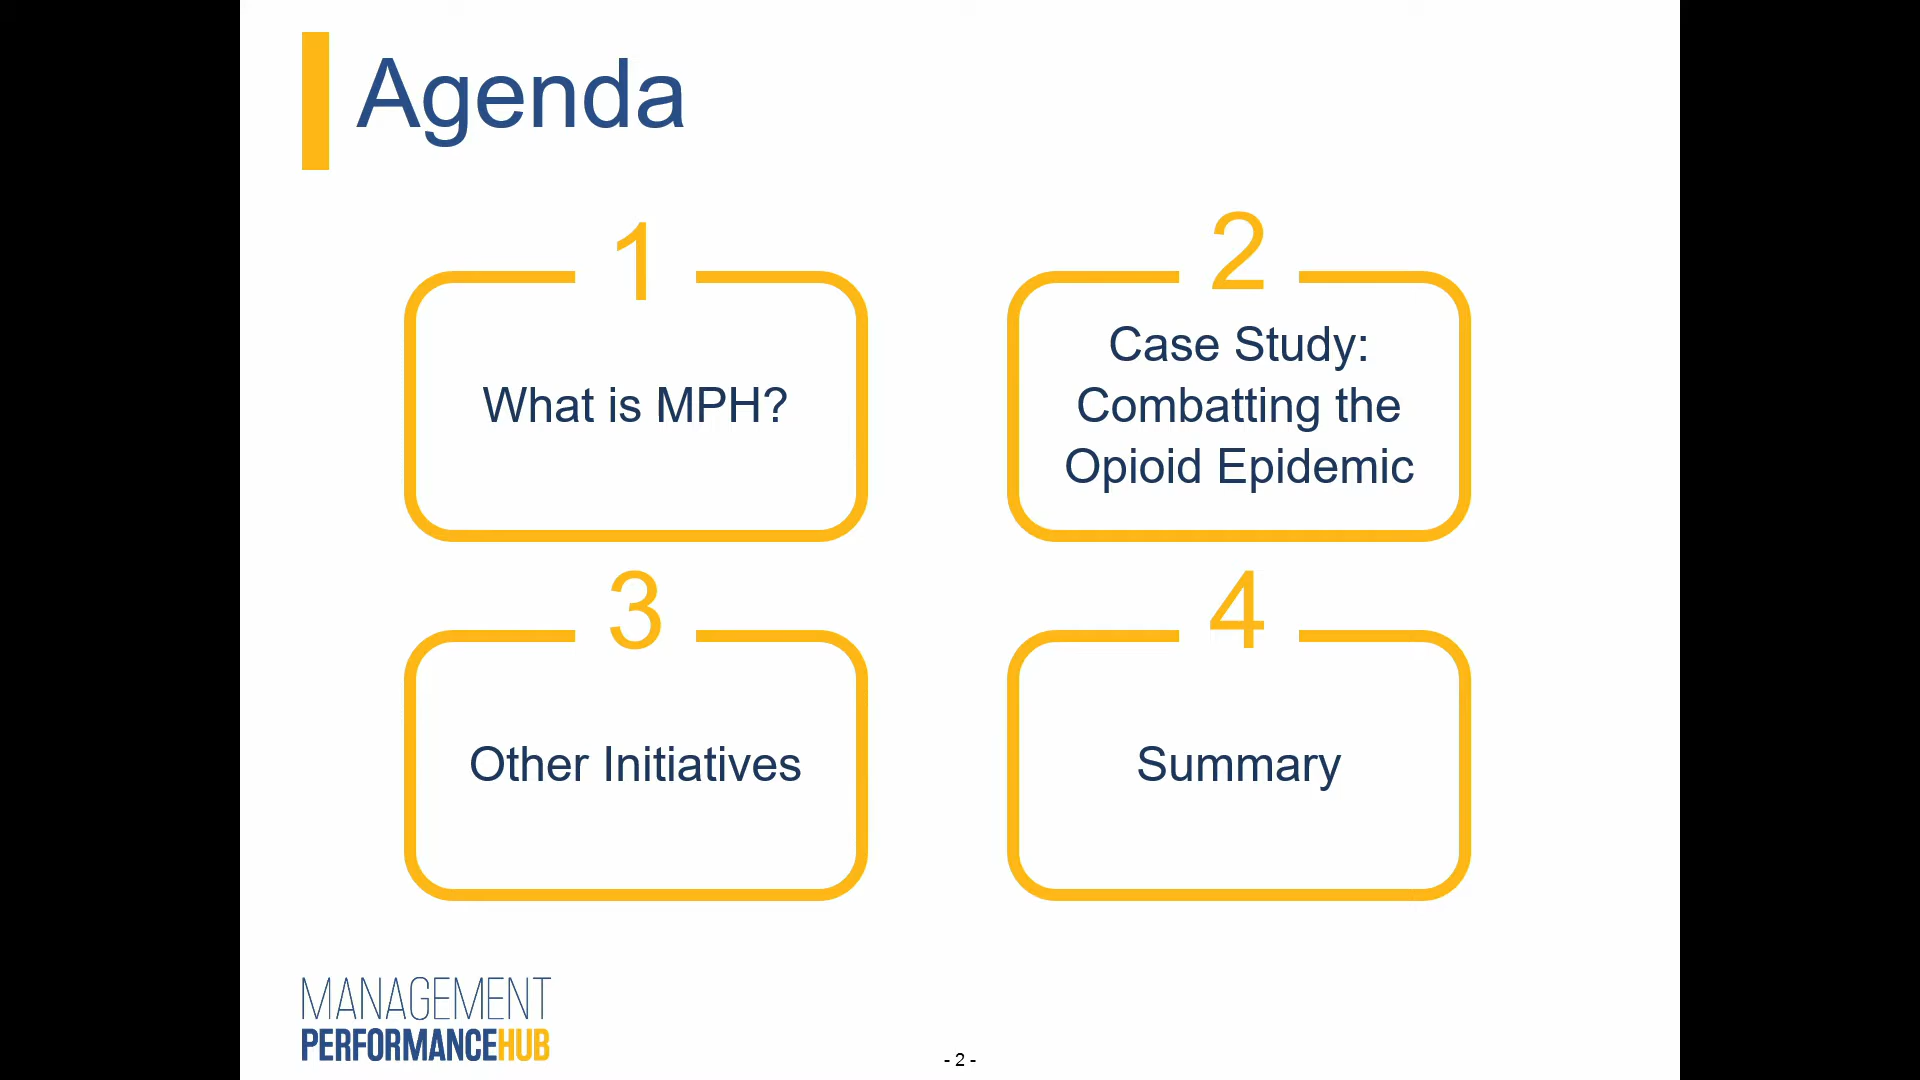 Agenda
1
What is MPH?
2
Case Study:
Combatting the
Opioid Epidemic
3
Other Initiatives
4
Summary
MANAGEMENT
PERFORMANCEHUB
- 2 -